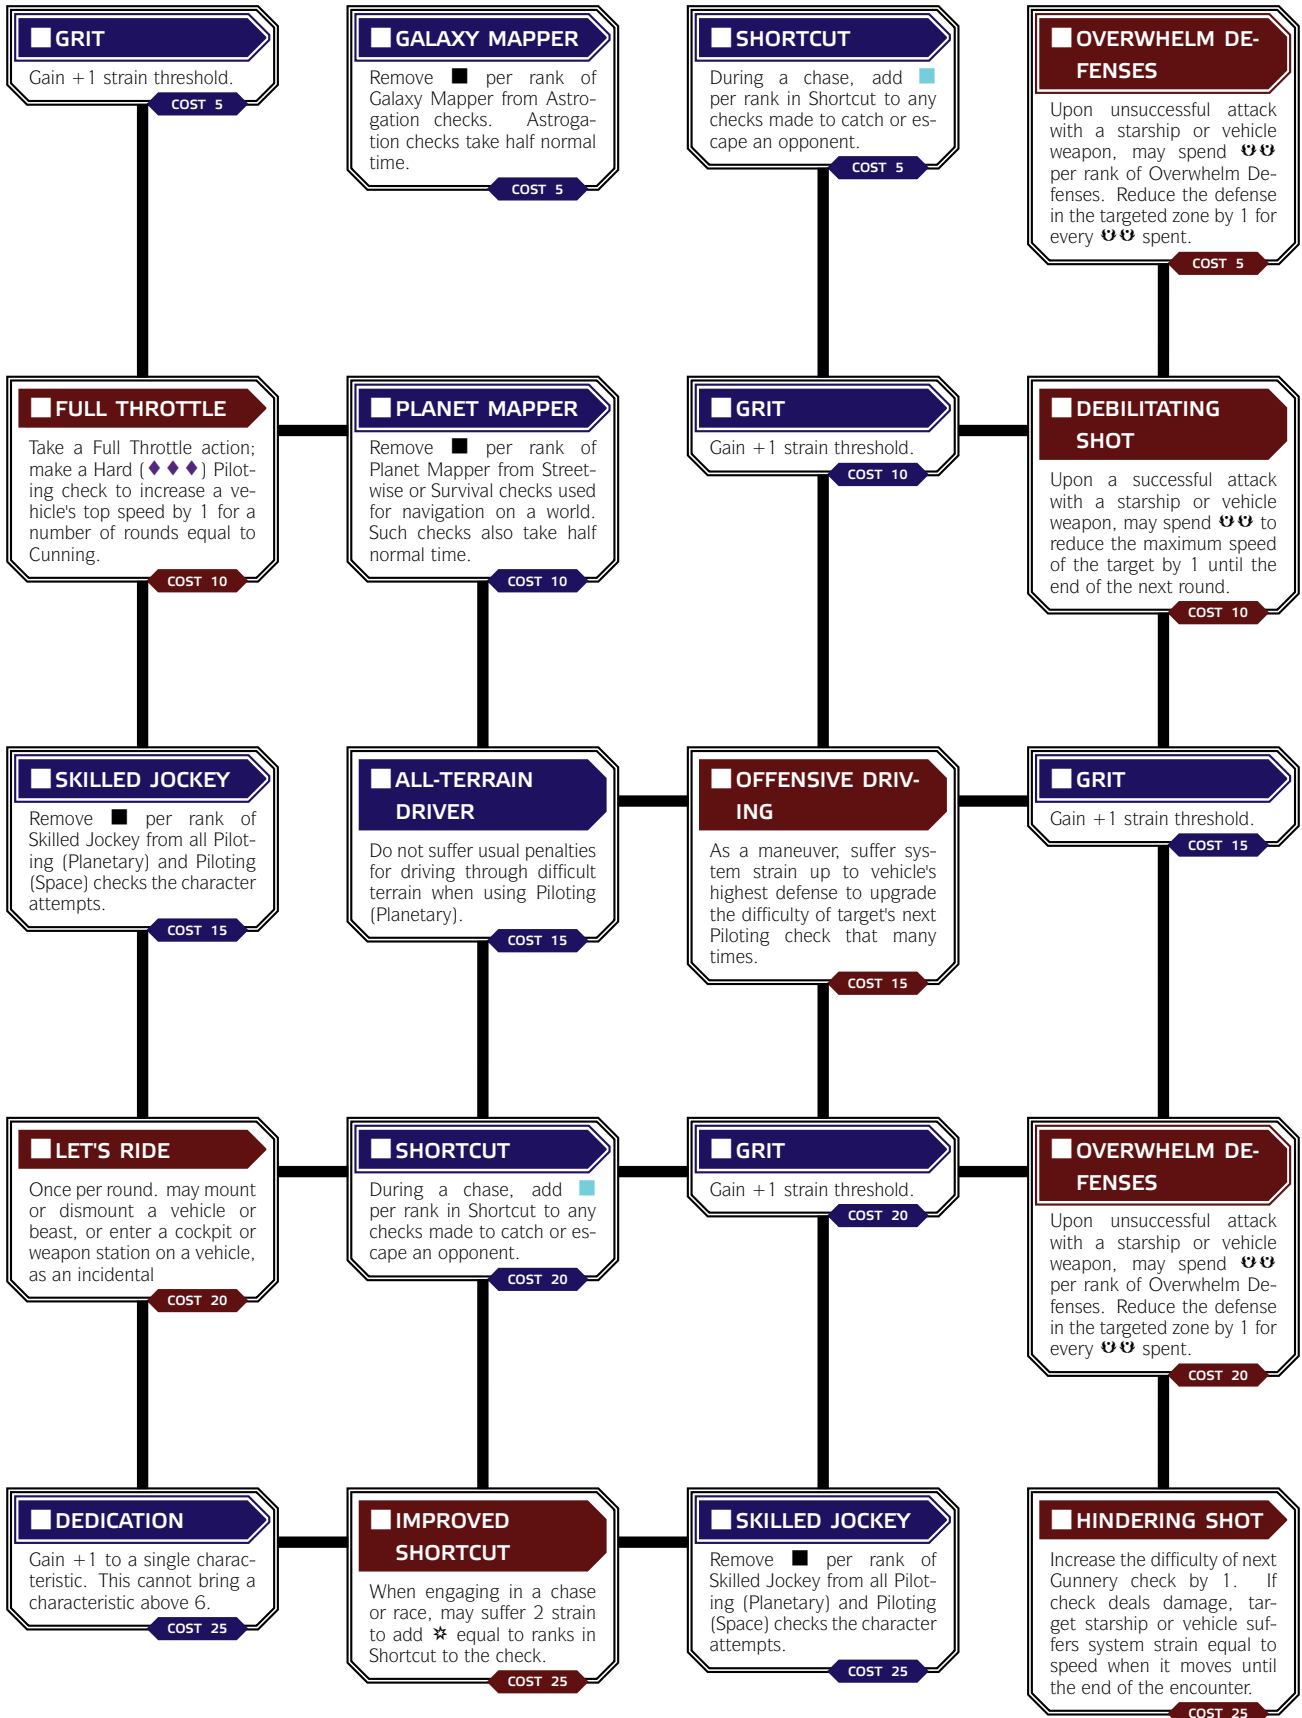 GRIT
Gain +1 strain threshold.
COST 5
GALAXY MAPPER
Remove ■ per rank of
Galaxy Mapper from Astro-
gation checks. Astroga-
tion checks take half normal
time.
COST 5
SHORTCUT
During a chase, add ■
per rank in Shortcut to any
checks made to catch or es-
cape an opponent.
COST 5
OVERWHELM DE-
FENSES
Upon unsuccessful attack
with a starship or vehicle
weapon, may spend
per rank of Overwhelm De-
fenses. Reduce the defense
in the targeted zone by 1 for
every spent.
COST 5
FULL THROTTLE
Take a Full Throttle action;
make a Hard (♦ ♦ ♦) Pilot-
ing check to increase a ve-
hicle's top speed by 1 for a
number of rounds equal to
Cunning.
COST 10
PLANET MAPPER
Remove ■ per rank of
Planet Mapper from Street-
wise or Survival checks used
for navigation on a world.
Such checks also take half
normal time.
COST 10
GRIT
Gain +1 strain threshold.
COST 10
DEBILITATING
SHOT
Upon a successful attack
with a starship or vehicle
weapon, may spend to
reduce the maximum speed
of the target by 1 until the
end of the next round.
COST 10
SKILLED JOCKEY
Remove ■ per rank of
Skilled Jockey from all Pilot-
ing (Planetary) and Piloting
(Space) checks the character
attempts.
COST 15
ALL-TERRAIN
DRIVER
Do not suffer usual penalties
for driving through difficult
terrain when using Piloting
(Planetary).
COST 15
OFFENSIVE DRIV-
ING
As a maneuver, suffer sys-
tem strain up to vehicle's
highest defense to upgrade
the difficulty of target's next
Piloting check that many
times.
COST 15
GRIT
Gain +1 strain threshold.
COST 15
LET'S RIDE
Once per round. may mount
or dismount a vehicle or
beast, or enter a cockpit or
weapon station on a vehicle,
as an incidental
COST 20
SHORTCUT
During a chase, add ■
per rank in Shortcut to any
checks made to catch or es-
cape an opponent.
COST 20
GRIT
Gain +1 strain threshold.
COST 20
OVERWHELM DE-
FENSES
Upon unsuccessful attack
with a starship or vehicle
weapon, may spend
per rank of Overwhelm De-
fenses. Reduce the defense
in the targeted zone by 1 for
every spent.
COST 20
DEDICATION
Gain +1 to a single charac-
teristic. This cannot bring a
characteristic above 6.
COST 25
IMPROVED
SHORTCUT
When engaging in a chase
or race, may suffer 2 strain
to add equal to ranks in
Shortcut to the check.
COST 25
SKILLED JOCKEY
Remove ■ per rank of
Skilled Jockey from all Pilot-
ing (Planetary) and Piloting
(Space) checks the character
attempts.
COST 25
HINDERING SHOT
Increase the difficulty of next
Gunnery check by 1. If
check deals damage, tar-
get starship or vehicle suf-
fers system strain equal to
speed when it moves until
the end of the encounter.
COST 25